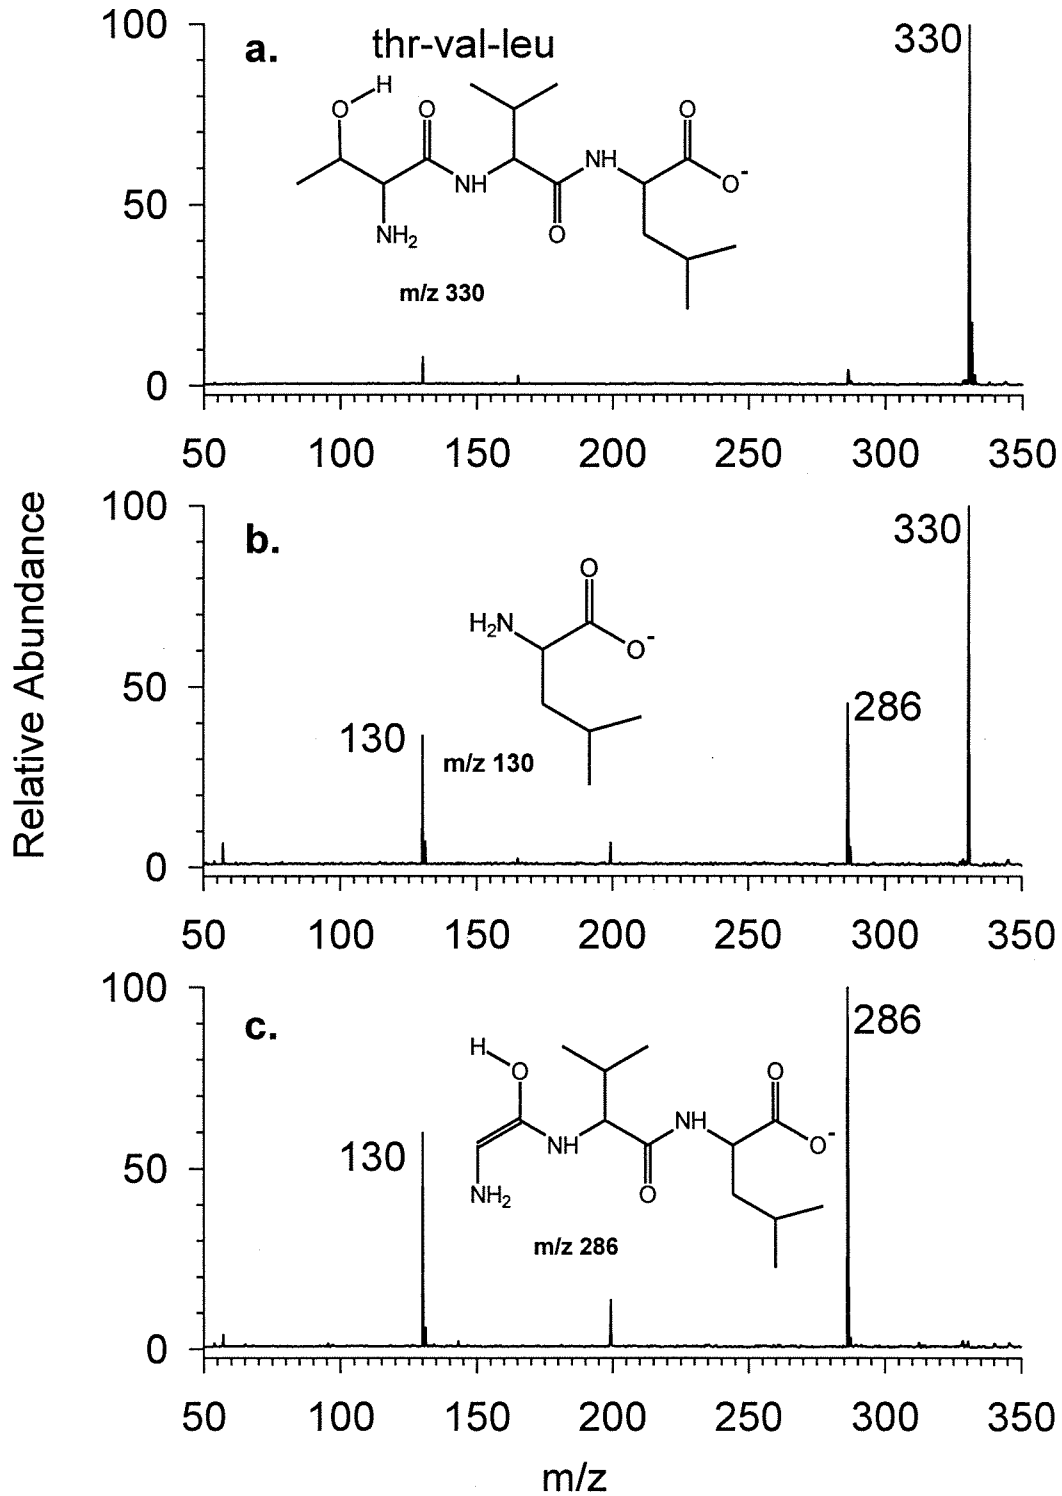 Relative Abundance
100
50
0
a.
thr-val-leu
330
H
O
O
NH
NH2
O
NH
O
O-
m/z 330
50 100 150 200 250 300 350
100
50
0
b.
330
O
H2N
O-
286
130
m/z 130
50 100 150 200 250 300 350
100
50
0
c.
286
H
O
O
NH
O-
NH
130
NH2
O
m/z 286
50 100 150 200 250 300 350
m/z